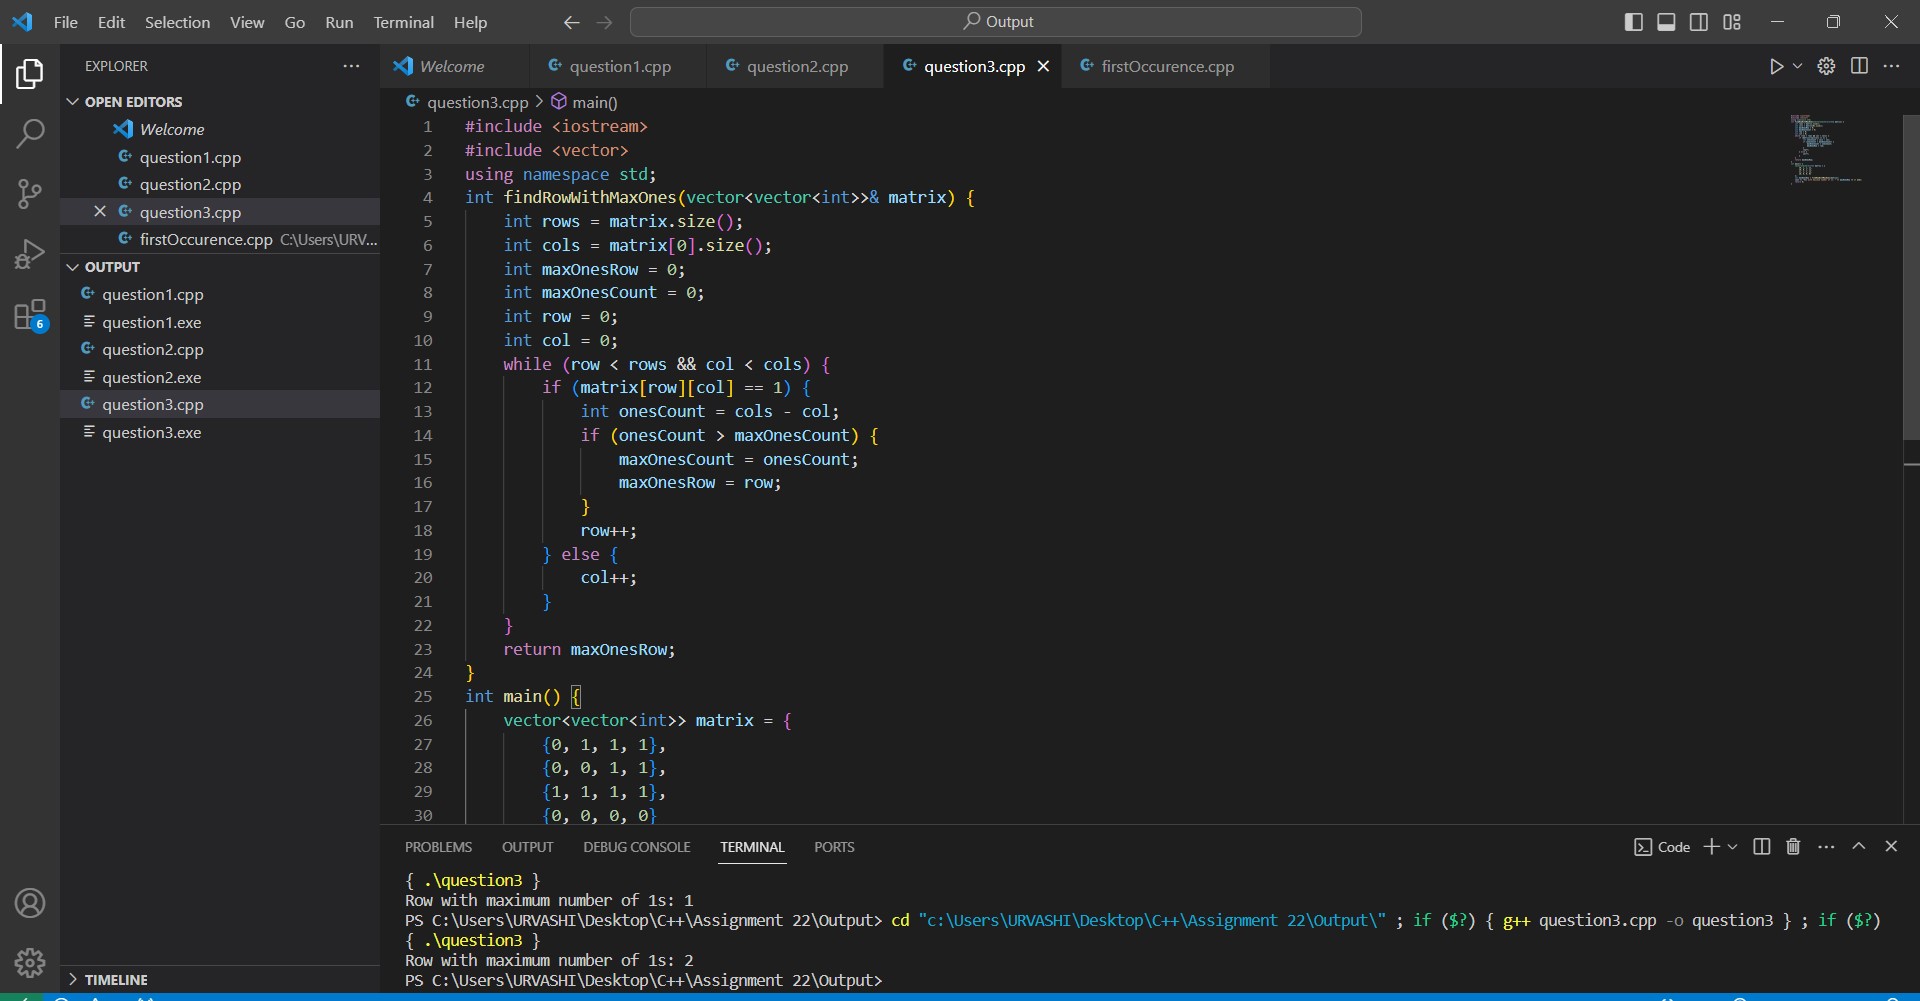 File Edit Selection View Go Run Terminal Help
Output
EXPLORER
OPEN EDITORS
Welcome
question1.cpp
question2.cpp
question3.cpp
firstOccurence.cpp C:\Users\URV...
OUTPUT
question1.cpp
question1.exe
question2.cpp
question2.exe
question3.cpp
question3.exe
6
TIMELINE
Welcome question1.cpp question2.cpp question3.cpp firstOccurence.cpp
question3.cpp > main()
1 #include <iostream>
2 #include <vector>
3 using namespace std;
4 int findRowWithMaxOnes(vector<vector<int>>& matrix) {
5 int rows = matrix.size();
6 int cols = matrix[0].size();
7 int maxOnesRow = 0;
8 int maxOnesCount = 0;
9 int row = 0;
10 int col = 0;
11 while (row < rows && col < cols) {
12 if (matrix[row][col] == 1) {
13 int onesCount = cols - col;
14 if (onesCount > maxOnesCount) {
15 maxOnesCount = onesCount;
16 maxOnesRow = row;
17 }
18 row++;
19 } else {
20 col++;
21 }
22 }
23 return maxOnesRow;
24 }
25 int main() {
26 vector<vector<int>> matrix = {
27 {0, 1, 1, 1},
28 {0, 0, 1, 1},
29 {1, 1, 1, 1},
30 {0, 0, 0, 0}
PROBLEMS OUTPUT DEBUG CONSOLE TERMINAL PORTS
Code
{ .\question3 }
Row with maximum number of 1s: 1
PS C:\Users\URVASHI\Desktop\C++\Assignment 22\Output> cd "c:\Users\URVASHI\Desktop\C++\Assignment 22\Output\" ; if ($?) { g++ question3.cpp -o question3 } ; if ($?)
{ .\question3 }
Row with maximum number of 1s: 2
PS C:\Users\URVASHI\Desktop\C++\Assignment 22\Output>